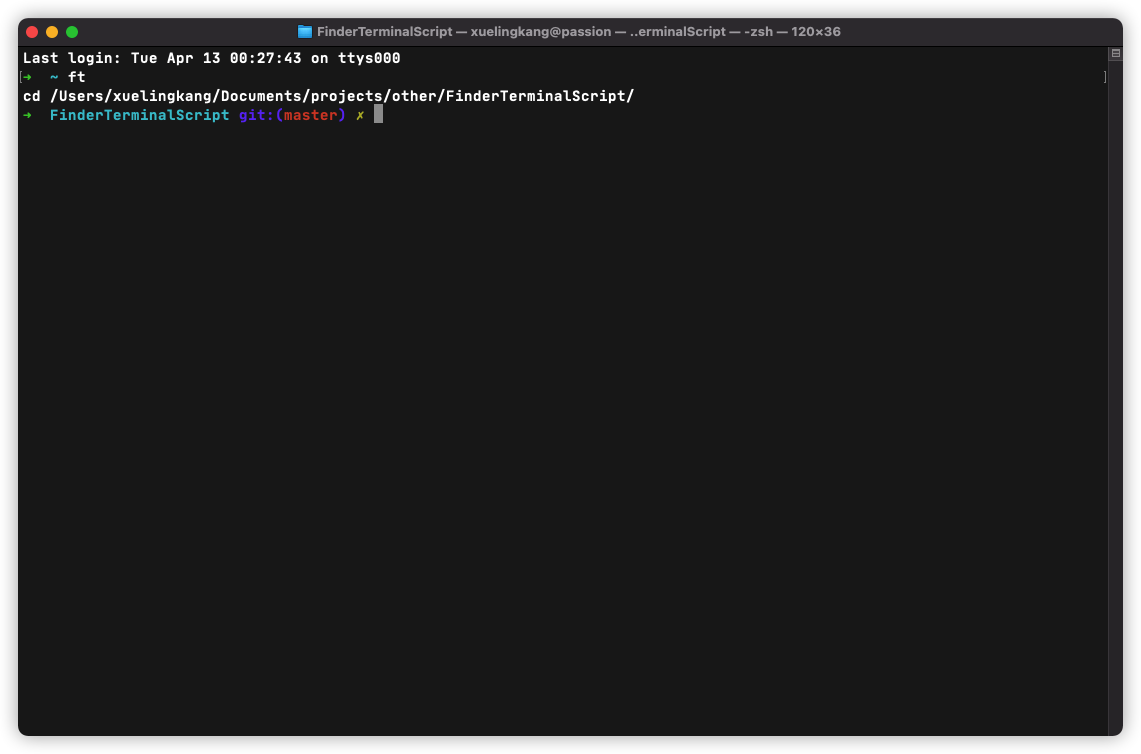 FinderTerminalScript — xuelingkang@passion — ..erminalScript — -zsh — 120×36
Last login: Tue Apr 13 00:27:43 on ttys000
[➜  ~ ft ]
cd /Users/xuelingkang/Documents/projects/other/FinderTerminalScript/
➜  FinderTerminalScript git:(master) ✗